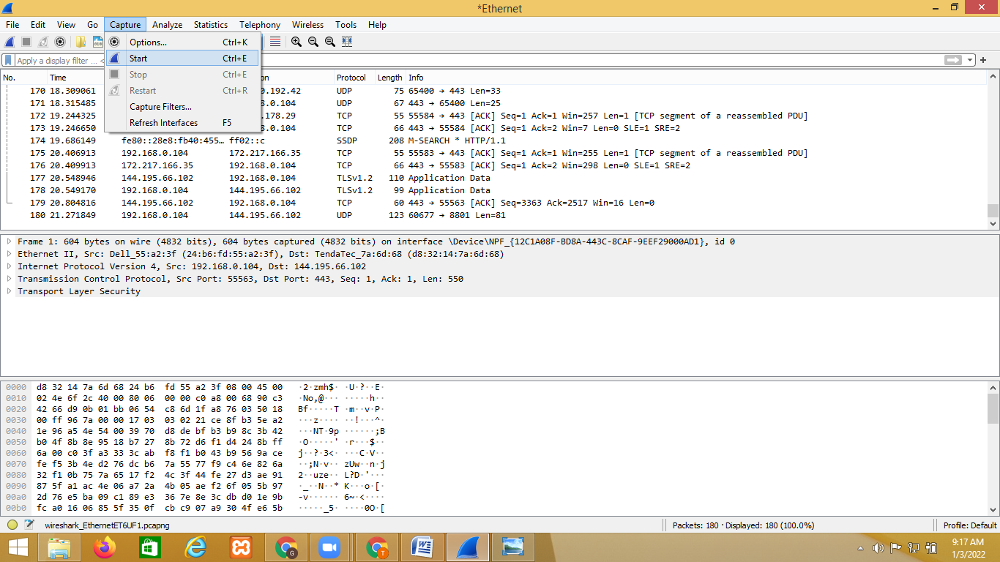 *Ethernet
File Edit View Go Capture Analyze Statistics Telephony Wireless Tools Help
Options... Ctrl+K
Apply a display filter ... <
Start Ctrl+E
Stop Ctrl+E
Restart Ctrl+R
Capture Filters...
Refresh Interfaces F5
No. Time on Protocol Length Info
170 18.309061 0.192.42 UDP 75 65400 → 443 Len=33
171 18.315485 8.0.104 UDP 67 443 → 65400 Len=25
172 19.244325 .178.29 TCP 55 55584 → 443 [ACK] Seq=1 Ack=1 Win=257 Len=1 [TCP segment of a reassembled PDU]
173 19.246650 8.0.104 TCP 66 443 → 55584 [ACK] Seq=1 Ack=2 Win=7 Len=0 SLE=1 SRE=2
174 19.686149 fe80::28e8:fb40:455… ff02::c SSDP 208 M-SEARCH * HTTP/1.1
175 20.406913 192.168.0.104 172.217.166.35 TCP 55 55583 → 443 [ACK] Seq=1 Ack=1 Win=255 Len=1 [TCP segment of a reassembled PDU]
176 20.409913 172.217.166.35 192.168.0.104 TCP 66 443 → 55583 [ACK] Seq=1 Ack=2 Win=298 Len=0 SLE=1 SRE=2
177 20.548946 144.195.66.102 192.168.0.104 TLSv1.2 110 Application Data
178 20.549170 192.168.0.104 144.195.66.102 TLSv1.2 99 Application Data
179 20.804816 144.195.66.102 192.168.0.104 TCP 60 443 → 55563 [ACK] Seq=3363 Ack=2517 Win=16 Len=0
180 21.271849 192.168.0.104 144.195.66.102 UDP 123 60677 → 8801 Len=81
Frame 1: 604 bytes on wire (4832 bits), 604 bytes captured (4832 bits) on interface \Device\NPF_{12C1A08F-BD8A-443C-8CAF-9EEF29000AD1}, id 0
Ethernet II, Src: Dell_55:a2:3f (24:b6:fd:55:a2:3f), Dst: TendaTec_7a:6d:68 (d8:32:14:7a:6d:68)
Internet Protocol Version 4, Src: 192.168.0.104, Dst: 144.195.66.102
Transmission Control Protocol, Src Port: 55563, Dst Port: 443, Seq: 1, Ack: 1, Len: 550
Transport Layer Security
0000 d8 32 14 7a 6d 68 24 b6 fd 55 a2 3f 08 00 45 00 ·2·zmh$· ·U·?··E·
0010 02 4e 6f 2c 40 00 80 06 00 00 c0 a8 00 68 90 c3 ·No,@··· ·····h··
0020 42 66 d9 0b 01 bb 06 54 c8 6d 1f a8 76 03 50 18 Bf·····T ·m··v·P·
0030 00 ff 96 7a 00 00 17 03 03 02 21 ce 8f b3 5e a2 ···z···· ··!···^·
0040 1e 96 a5 4e 54 00 39 70 d8 de bf b3 b9 8c 3b 42 ···NT·9p ······;B
0050 b0 4f 8b 8e 95 18 b7 27 8b 72 d6 f1 d4 24 8b ff ·O·····' ·r···$··
0060 6a 00 c0 3f a3 33 3c ab f8 f1 b0 43 b9 56 9a ce j··?·3<· ···C·V··
0070 fe f5 3b 4e d2 76 dc b6 7a 55 77 f9 c4 6e 82 6a ··;N·v·· zUw··n·j
0080 32 f1 0b 75 7a 65 17 f2 4c 3f 44 fe 27 d3 ae 91 2··uze·· L?D·'···
0090 87 5f a1 ac 4e 06 a7 2a 4b 05 ae f2 6f 05 5b 97 ·_··N··* K···o·[·
00a0 2d 76 e5 ba 09 c1 89 e3 36 7e 8e 3c db d0 1e 9b -v······ 6~·<····
00b0 fc a0 16 06 85 5f 35 0f cb c9 07 a9 30 4f e6 5b ·····_5· ····0O·[
wireshark_EthernetET6UF1.pcapng Packets: 180 · Displayed: 180 (100.0%) Profile: Default
9:17 AM
1/3/2022